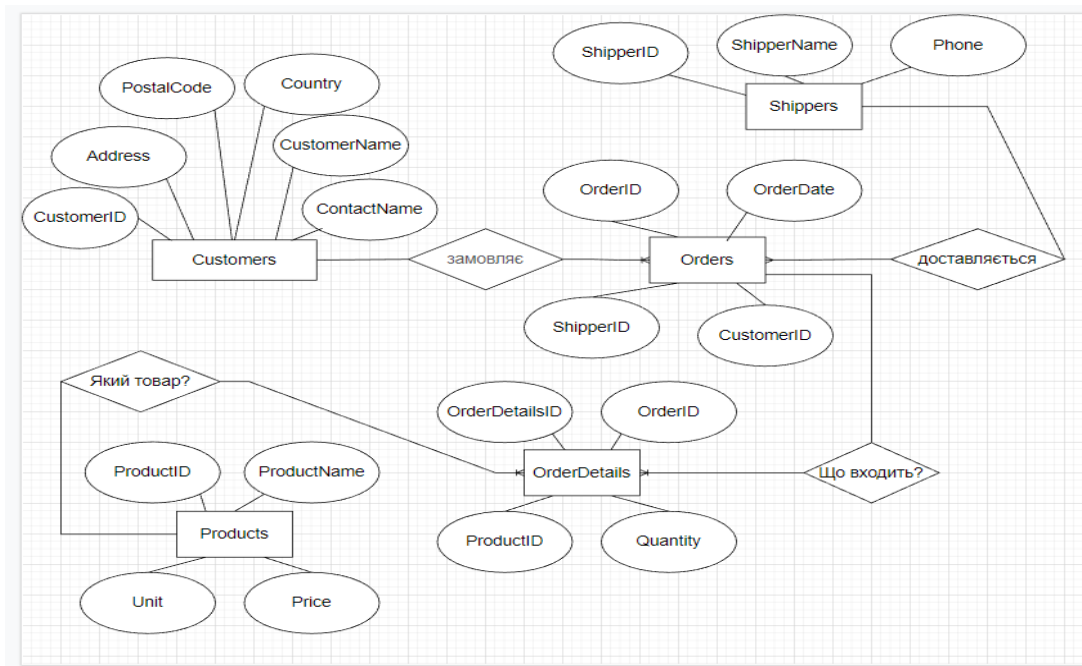 ShipperID
ShipperName
Phone
Shippers
PostalCode
Country
Address
CustomerName
CustomerID
ContactName
Customers
замовляє
OrderID
OrderDate
Orders
доставляється
ShipperID
CustomerID
Який товар?
OrderDetailsID
OrderID
OrderDetails
Що входить?
ProductID
Quantity
ProductID
ProductName
Products
Unit
Price